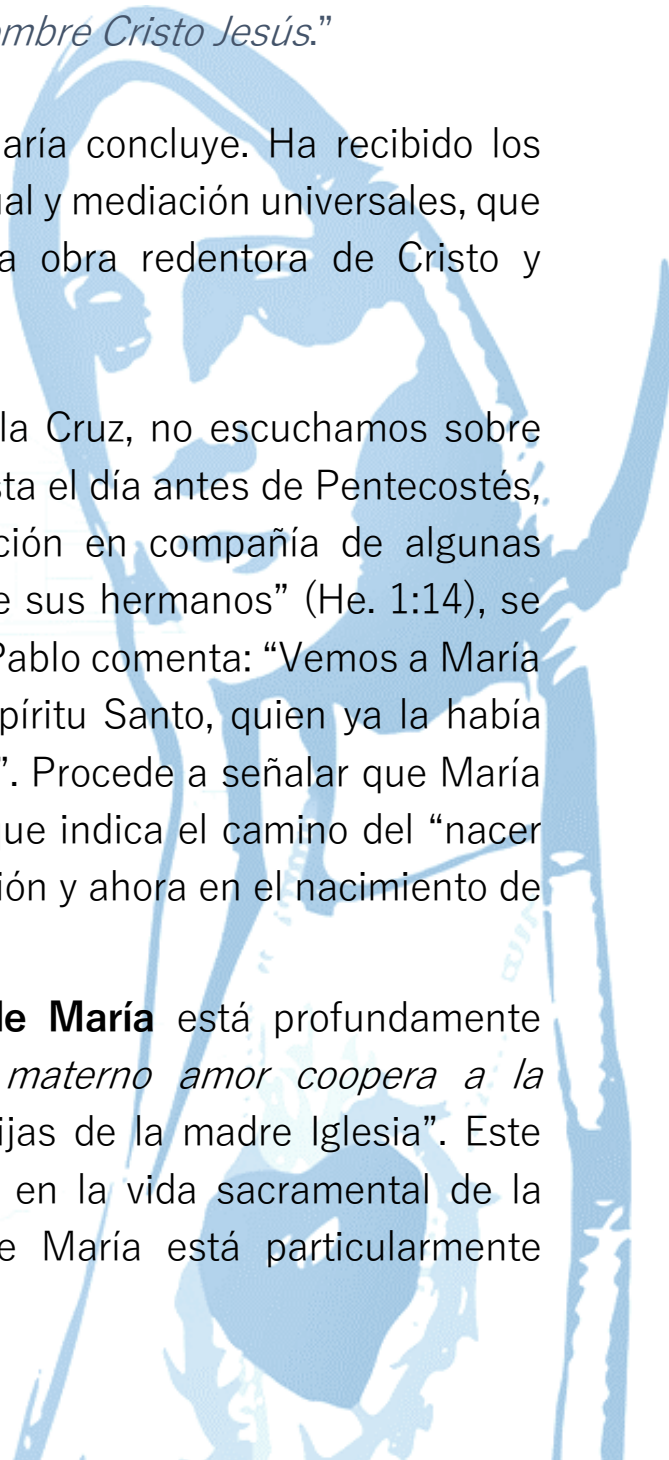 mbre Cristo Jesús.”
aría concluye. Ha recibido los
al y mediación universales, que
a obra redentora de Cristo y
la Cruz, no escuchamos sobre
sta el día antes de Pentecostés,
ción en compañía de algunas
e sus hermanos” (He. 1:14), se
Pablo comenta: “Vemos a María
píritu Santo, quien ya la había
”. Procede a señalar que María
que indica el camino del “nacer
ión y ahora en el nacimiento de
de María está profundamente
materno amor coopera a la
ijas de la madre Iglesia”. Este
en la vida sacramental de la
e María está particularmente